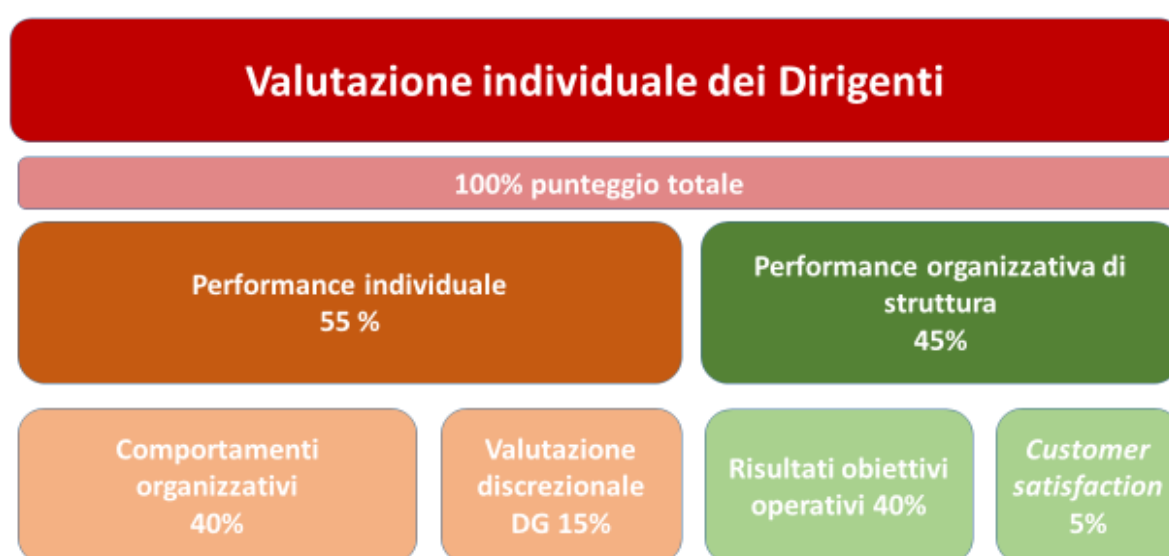 Valutazione individuale dei Dirigenti
100% punteggio totale
Performance individuale
55 %
Performance organizzativa di
struttura
45%
Comportamenti
organizzativi
40%
Valutazione
discrezionale
DG 15%
Risultati obiettivi
operativi 40%
Customer
satisfaction
5%